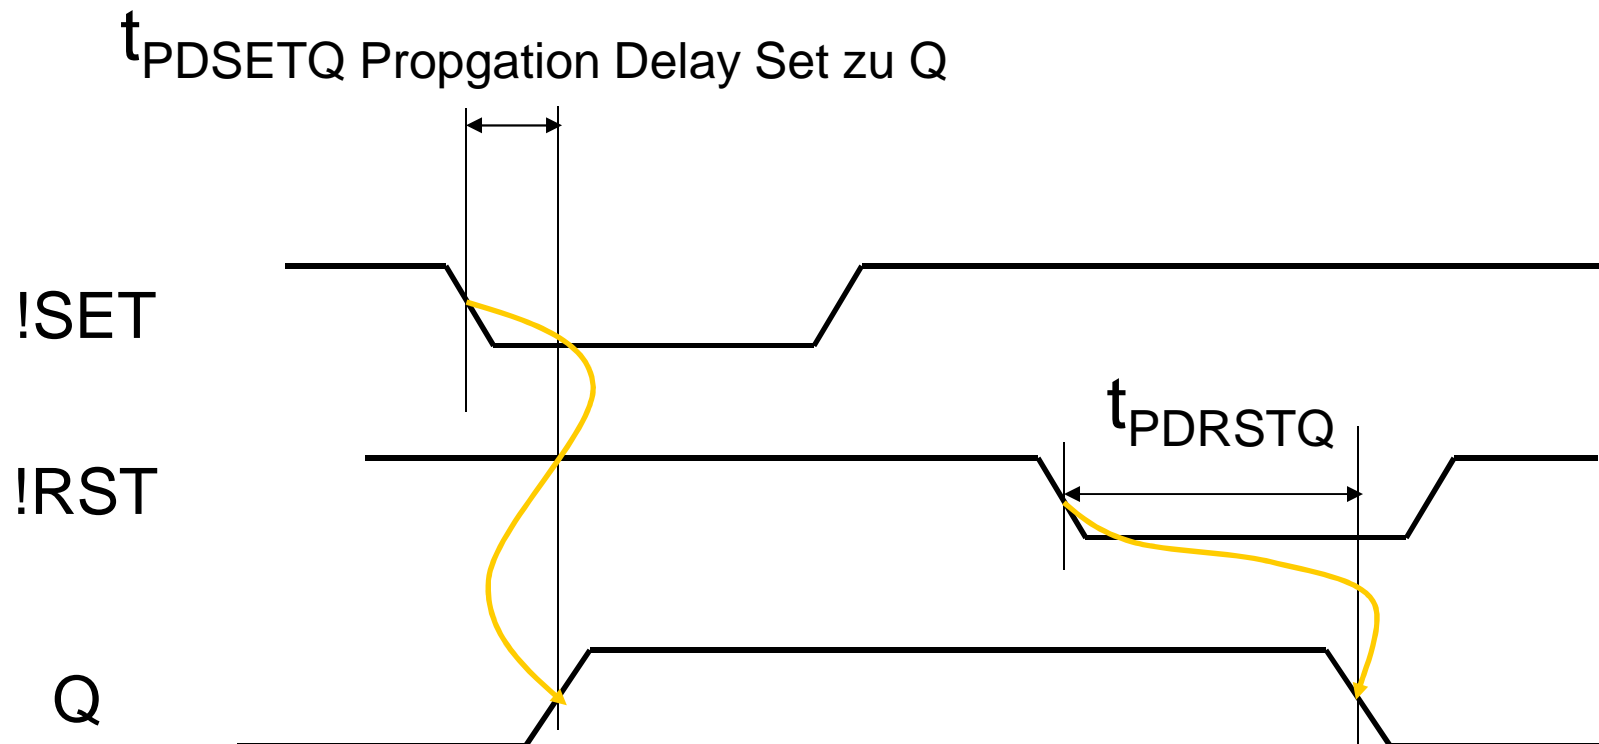 tPDSETQ Propgation Delay Set zu Q
!SET
tPDRSTQ
!RST
Q